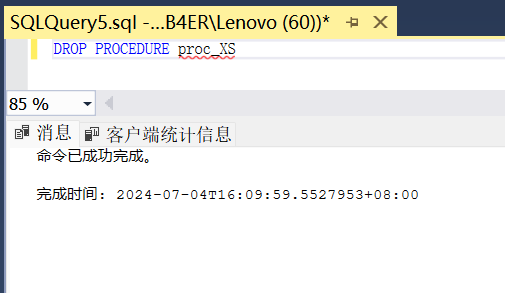 SQLQuery5.sql -...B4ER\Lenovo (60))*
DROP PROCEDURE proc_XS
85 %
消息 客户端统计信息
命令已成功完成。
完成时间: 2024-07-04T16:09:59.5527953+08:00